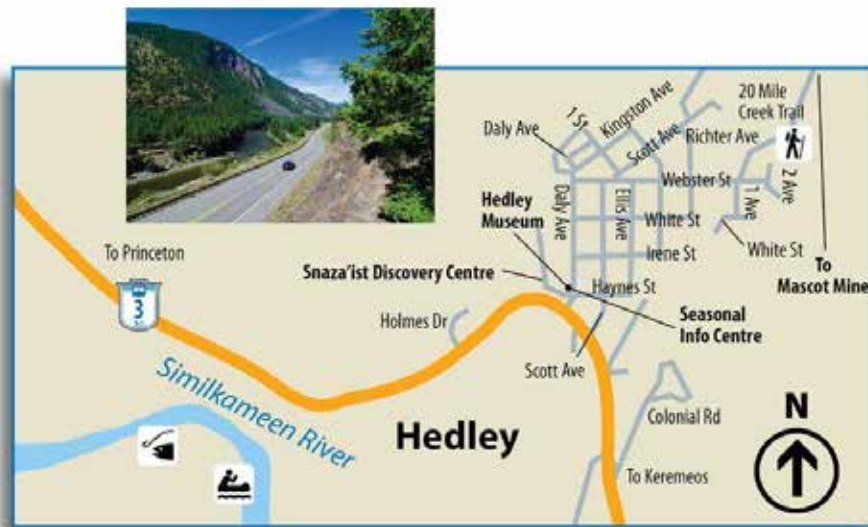 20 Mile
Creek Trail
1 St
Kingston Ave
Daly Ave
Scott Ave
Richter Ave
Webster St
1 Ave
2 Ave
Hedley
Museum
Daly Ave
Ellis Ave
White St
White St
To Princeton
Irene St
To
Mascot Mine
Snaza'ist Discovery Centre
Haynes St
3
Holmes Dr
Seasonal
Info Centre
Scott Ave
Similkameen River
Hedley
Colonial Rd
N
To Keremeos